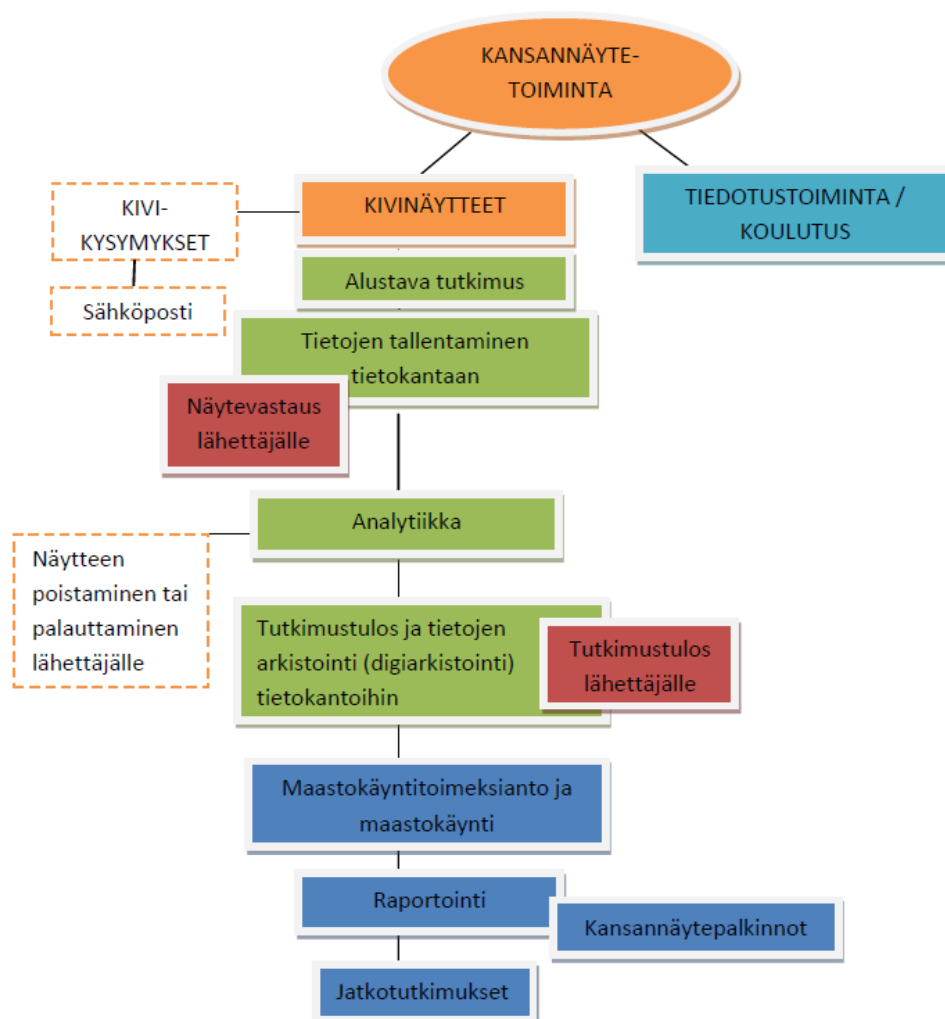 KANSANNÄYTE-
TOIMINTA
KIVI-
KYSYMYKSET
KIVINÄYTTEET
TIEDOTUSTOIMINTA /
KOULUTUS
Sähköposti
Alustava tutkimus
Tietojen tallentaminen
tietokantaan
Näytevastaus
lähettäjälle
Analytiikka
Näytteen
poistaminen tai
palauttaminen
lähettäjälle
Tutkimustulos ja tietojen
arkistointi (digiarkistointi)
tietokantoihin
Tutkimustulos
lähettäjälle
Maastokäyntitoimeksianto ja
maastokäynti
Raportointi
Kansannäytepalkinnot
Jatkotutkimukset